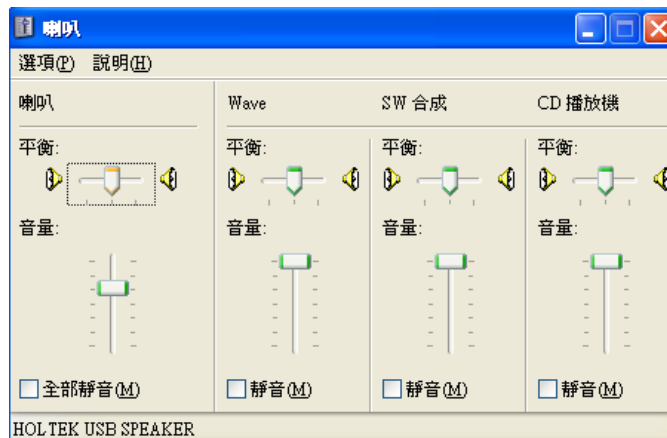 喇叭
選項(P) 說明(H)
喇叭 Wave SW 合成 CD 播放機
平衡: 平衡: 平衡: 平衡:
音量: 音量: 音量: 音量:
全部靜音(M) 靜音(M) 靜音(M) 靜音(M)
HOLTEK USB SPEAKER